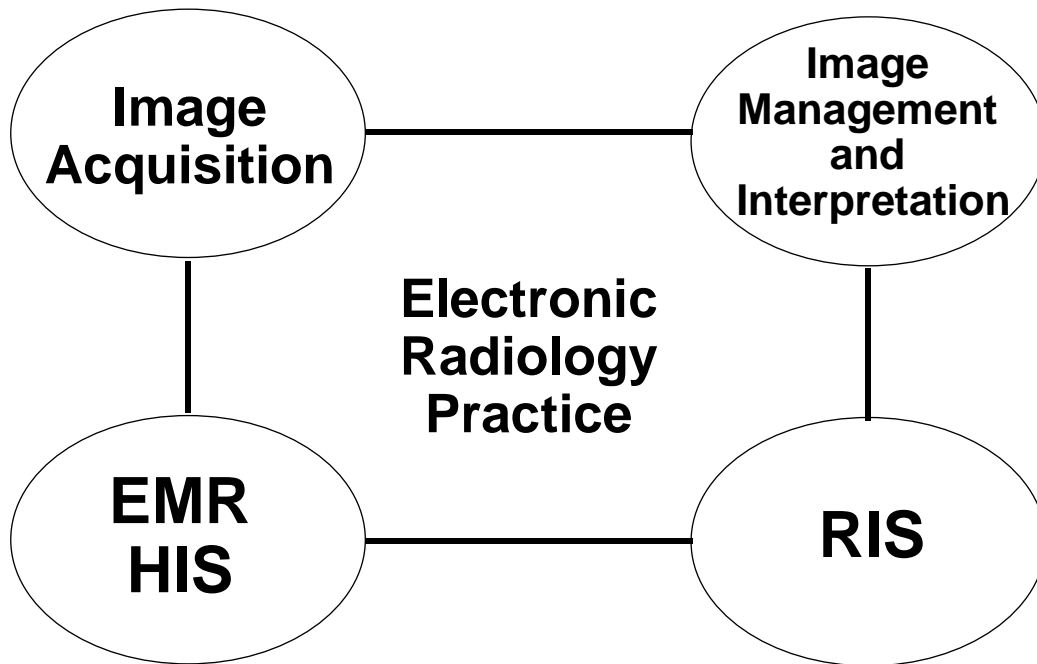 Image
Acquisition
Image
Management
and
Interpretation
Electronic
Radiology
Practice
EMR
HIS
RIS